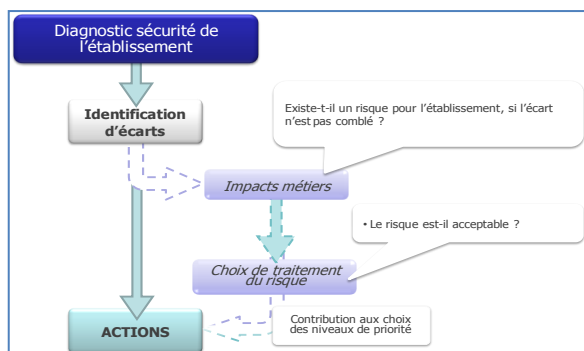 Diagnostic sécurité de
l'établissement
Identification
d'écarts
Existe-t-il un risque pour l'établissement, si l'écart
n'est pas comblé ?
Impacts métiers
• Le risque est-il acceptable ?
Choix de traitement
du risque
Contribution aux choix
des niveaux de priorité
ACTIONS